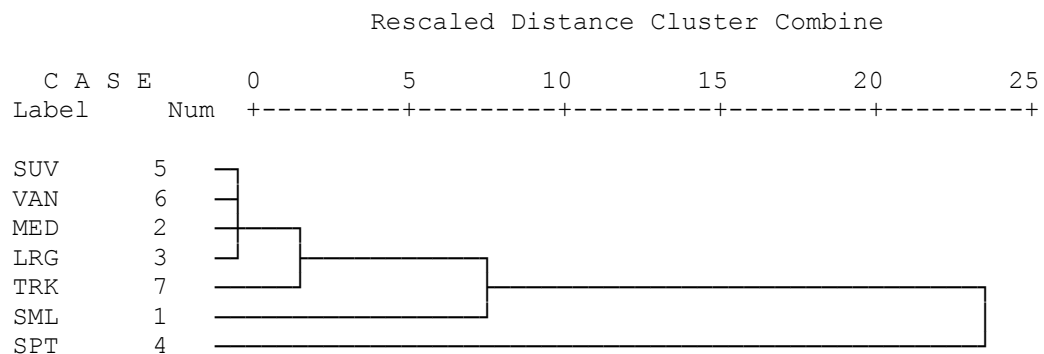 Rescaled Distance Cluster Combine
C A S E 0 5 10 15 20 25
Label Num +---------+---------+---------+---------+---------+
SUV 5
VAN 6
MED 2
LRG 3
TRK 7
SML 1
SPT 4